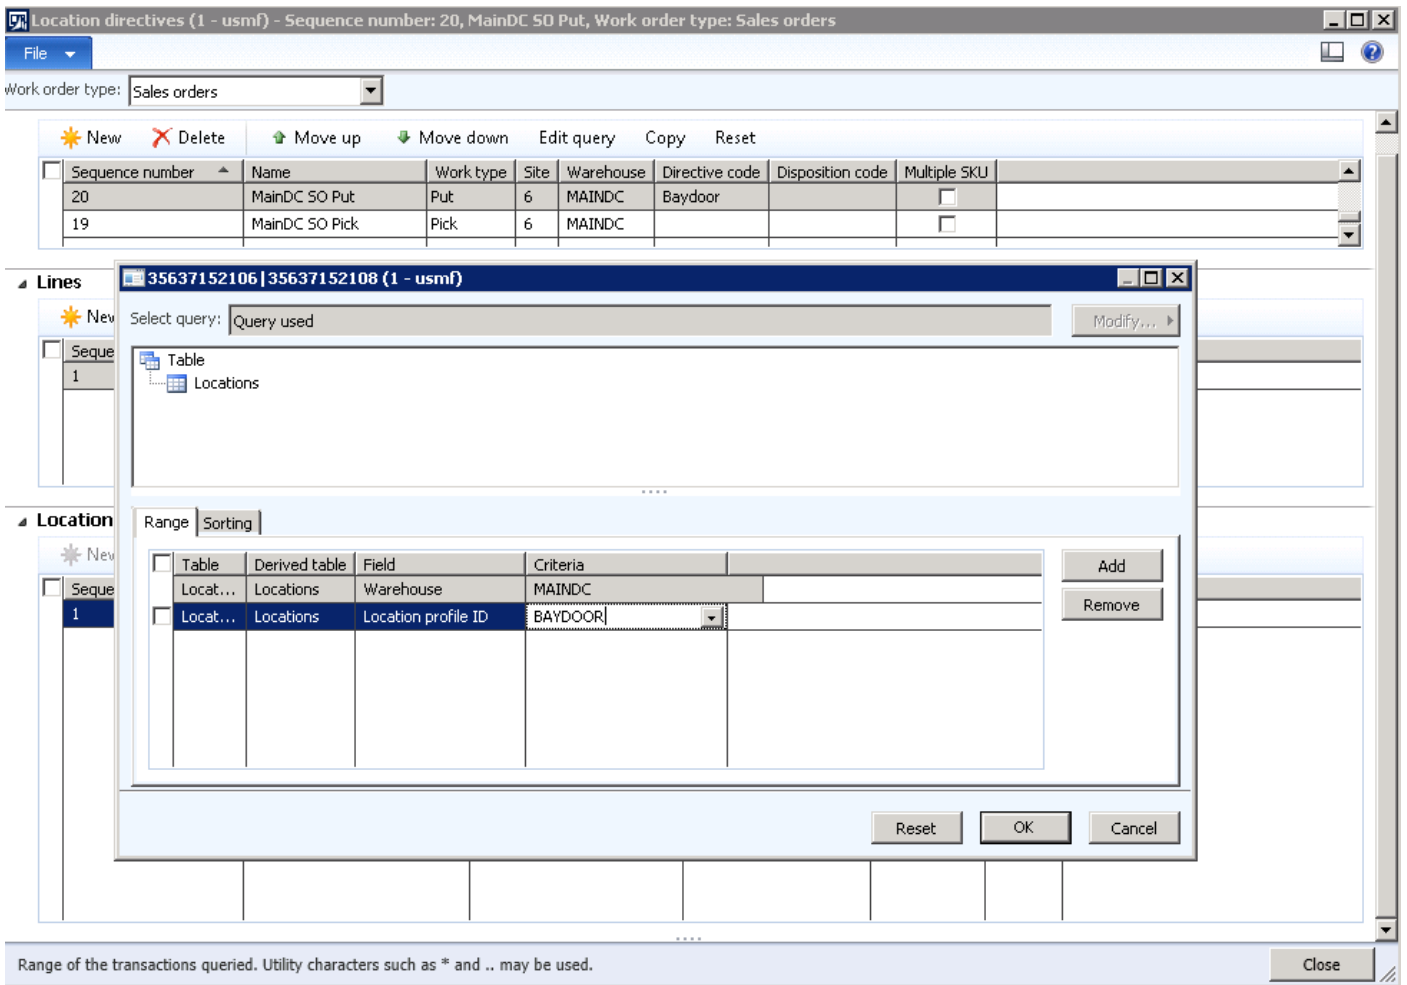 Location directives (1 - usmf) - Sequence number: 20, MainDC SO Put, Work order type: Sales orders
File
Work order type: Sales orders
New Delete Move up Move down Edit query Copy Reset
Sequence number Name Work type Site Warehouse Directive code Disposition code Multiple SKU
20 MainDC SO Put Put 6 MAINDC Baydoor
19 MainDC SO Pick Pick 6 MAINDC
Lines
New
Seque
1
35637152106|35637152108 (1 - usmf)
Select query: Query used Modify...
Table
Locations
Location
New
Seque
1
Range Sorting
Table Derived table Field Criteria
Locat... Locations Warehouse MAINDC
Locat... Locations Location profile ID BAYDOOR
Add
Remove
Reset OK Cancel
Range of the transactions queried. Utility characters such as * and .. may be used.
Close